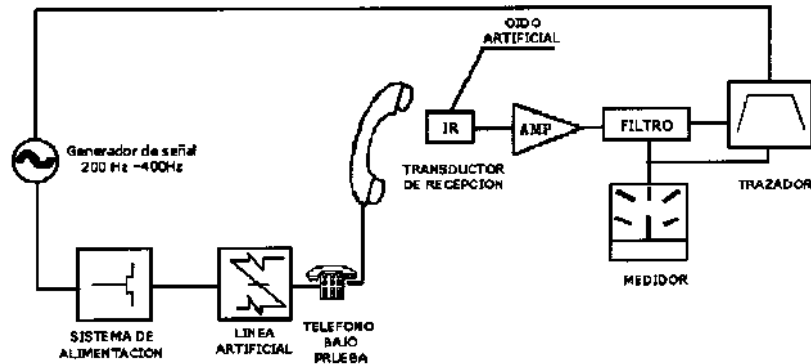 OIDO
ARTIFICIAL
IR
AMP
FILTRO
Generador de señal
200 Hz -400Hz
TRANSDUCTOR
DE RECEPCION
TRAZADOR
MEDIDOR
SISTEMA DE
ALIMENTACION
LINEA
ARTIFICIAL
TELEFONO
BAJO
PRUEBA